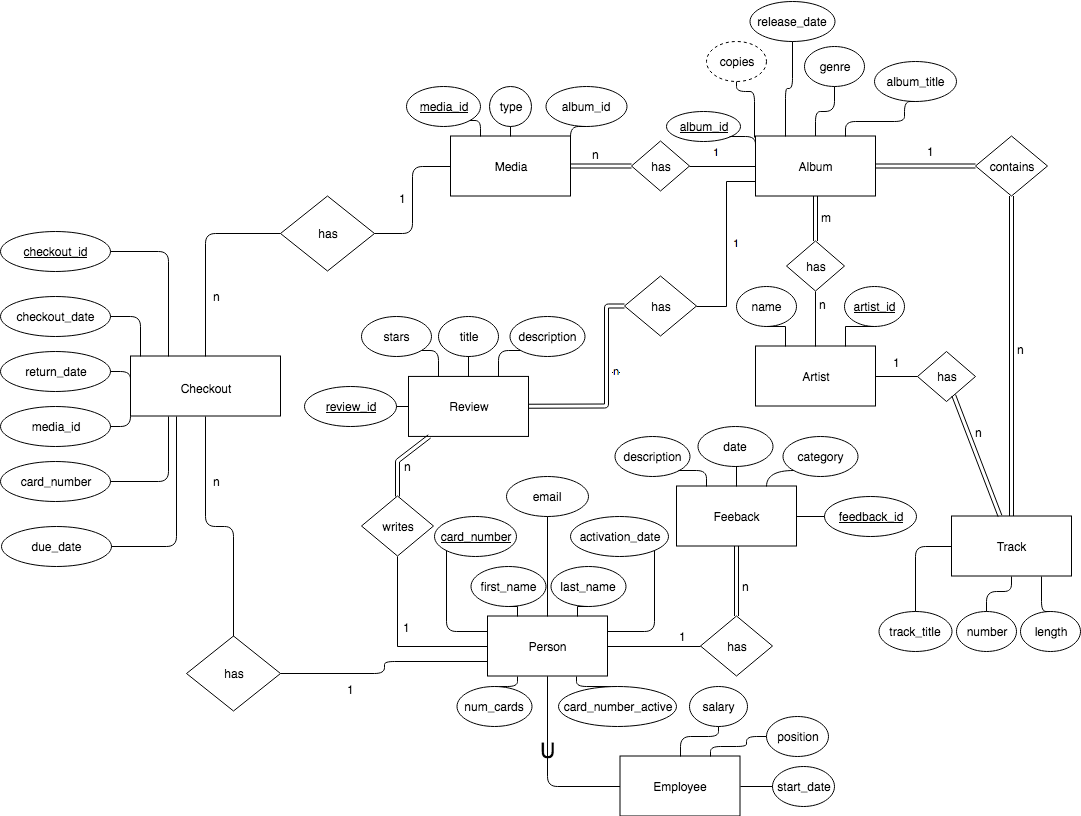 release_date
copies
genre
album_title
media_id
type
album_id
album_id
Media
n
has
1
Album
1
contains
1
has
m
checkout_id
has
n
1
name
n
artist_id
has
checkout_date
stars
title
description
n
1
has
Artist
return_date
n
Checkout
review_id
Review
media_id
n
n
description
date
category
card_number
n
email
writes
card_number
activation_date
Feeback
feedback_id
due_date
Track
first_name
last_name
n
1
track_title
number
length
has
1
Person
1
has
num_cards
card_number_active
salary
position
U
Employee
start_date